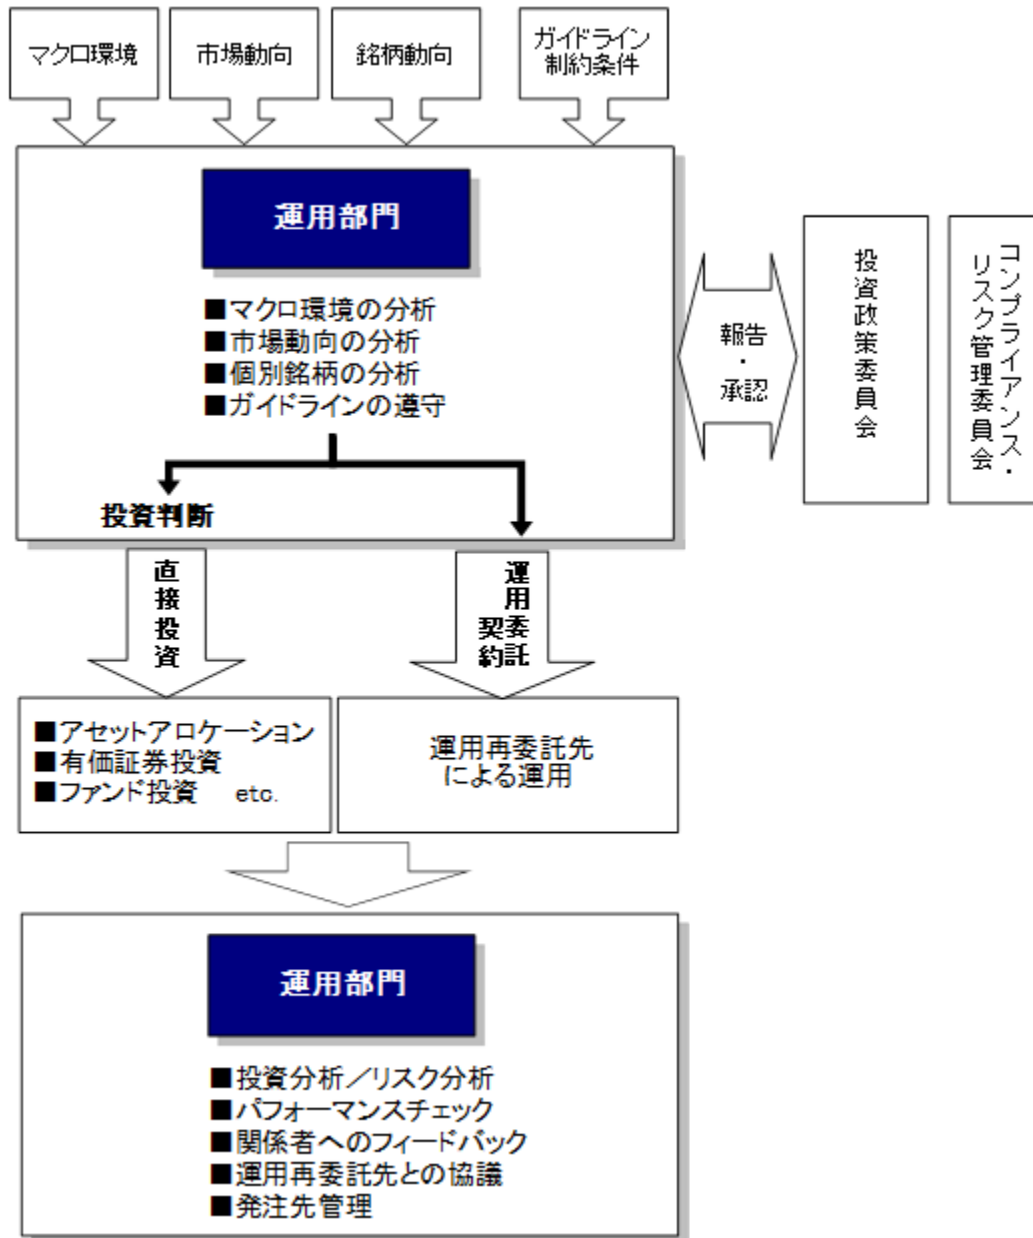 マクロ環境
市場動向
銘柄動向
ガイドライン
制約条件
運用部門
■マクロ環境の分析
■市場動向の分析
■個別銘柄の分析
■ガイドラインの遵守
投資判断
報告
・
承認
投資政策委員会
コンプライアンス・
リスク管理委員会
直接投資
運用委託
契約
■アセットアロケーション
■有価証券投資
■ファンド投資 etc.
運用再委託先
による運用
運用部門
■投資分析／リスク分析
■パフォーマンスチェック
■関係者へのフィードバック
■運用再委託先との協議
■発注先管理